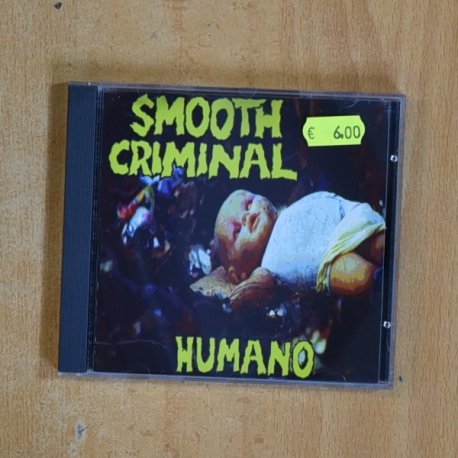 SMOOTH
CRIMINAL
€ 6.00
HUMANO